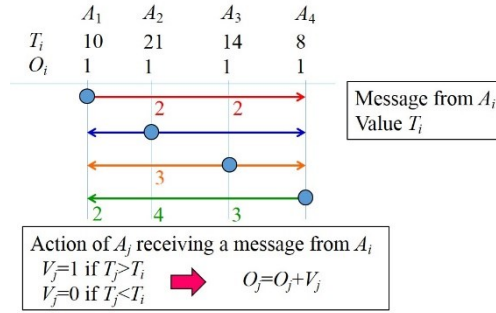 A1 A2 A3 A4
Ti 10 21 14 8
Oi 1 1 1 1
2 2
3
2 4 3
Message from Ai
Value Ti
Action of Aj receiving a message from Ai
Vj=1 if Tj>Ti
Vj=0 if Tj<Ti
Oj=Oj+Vj